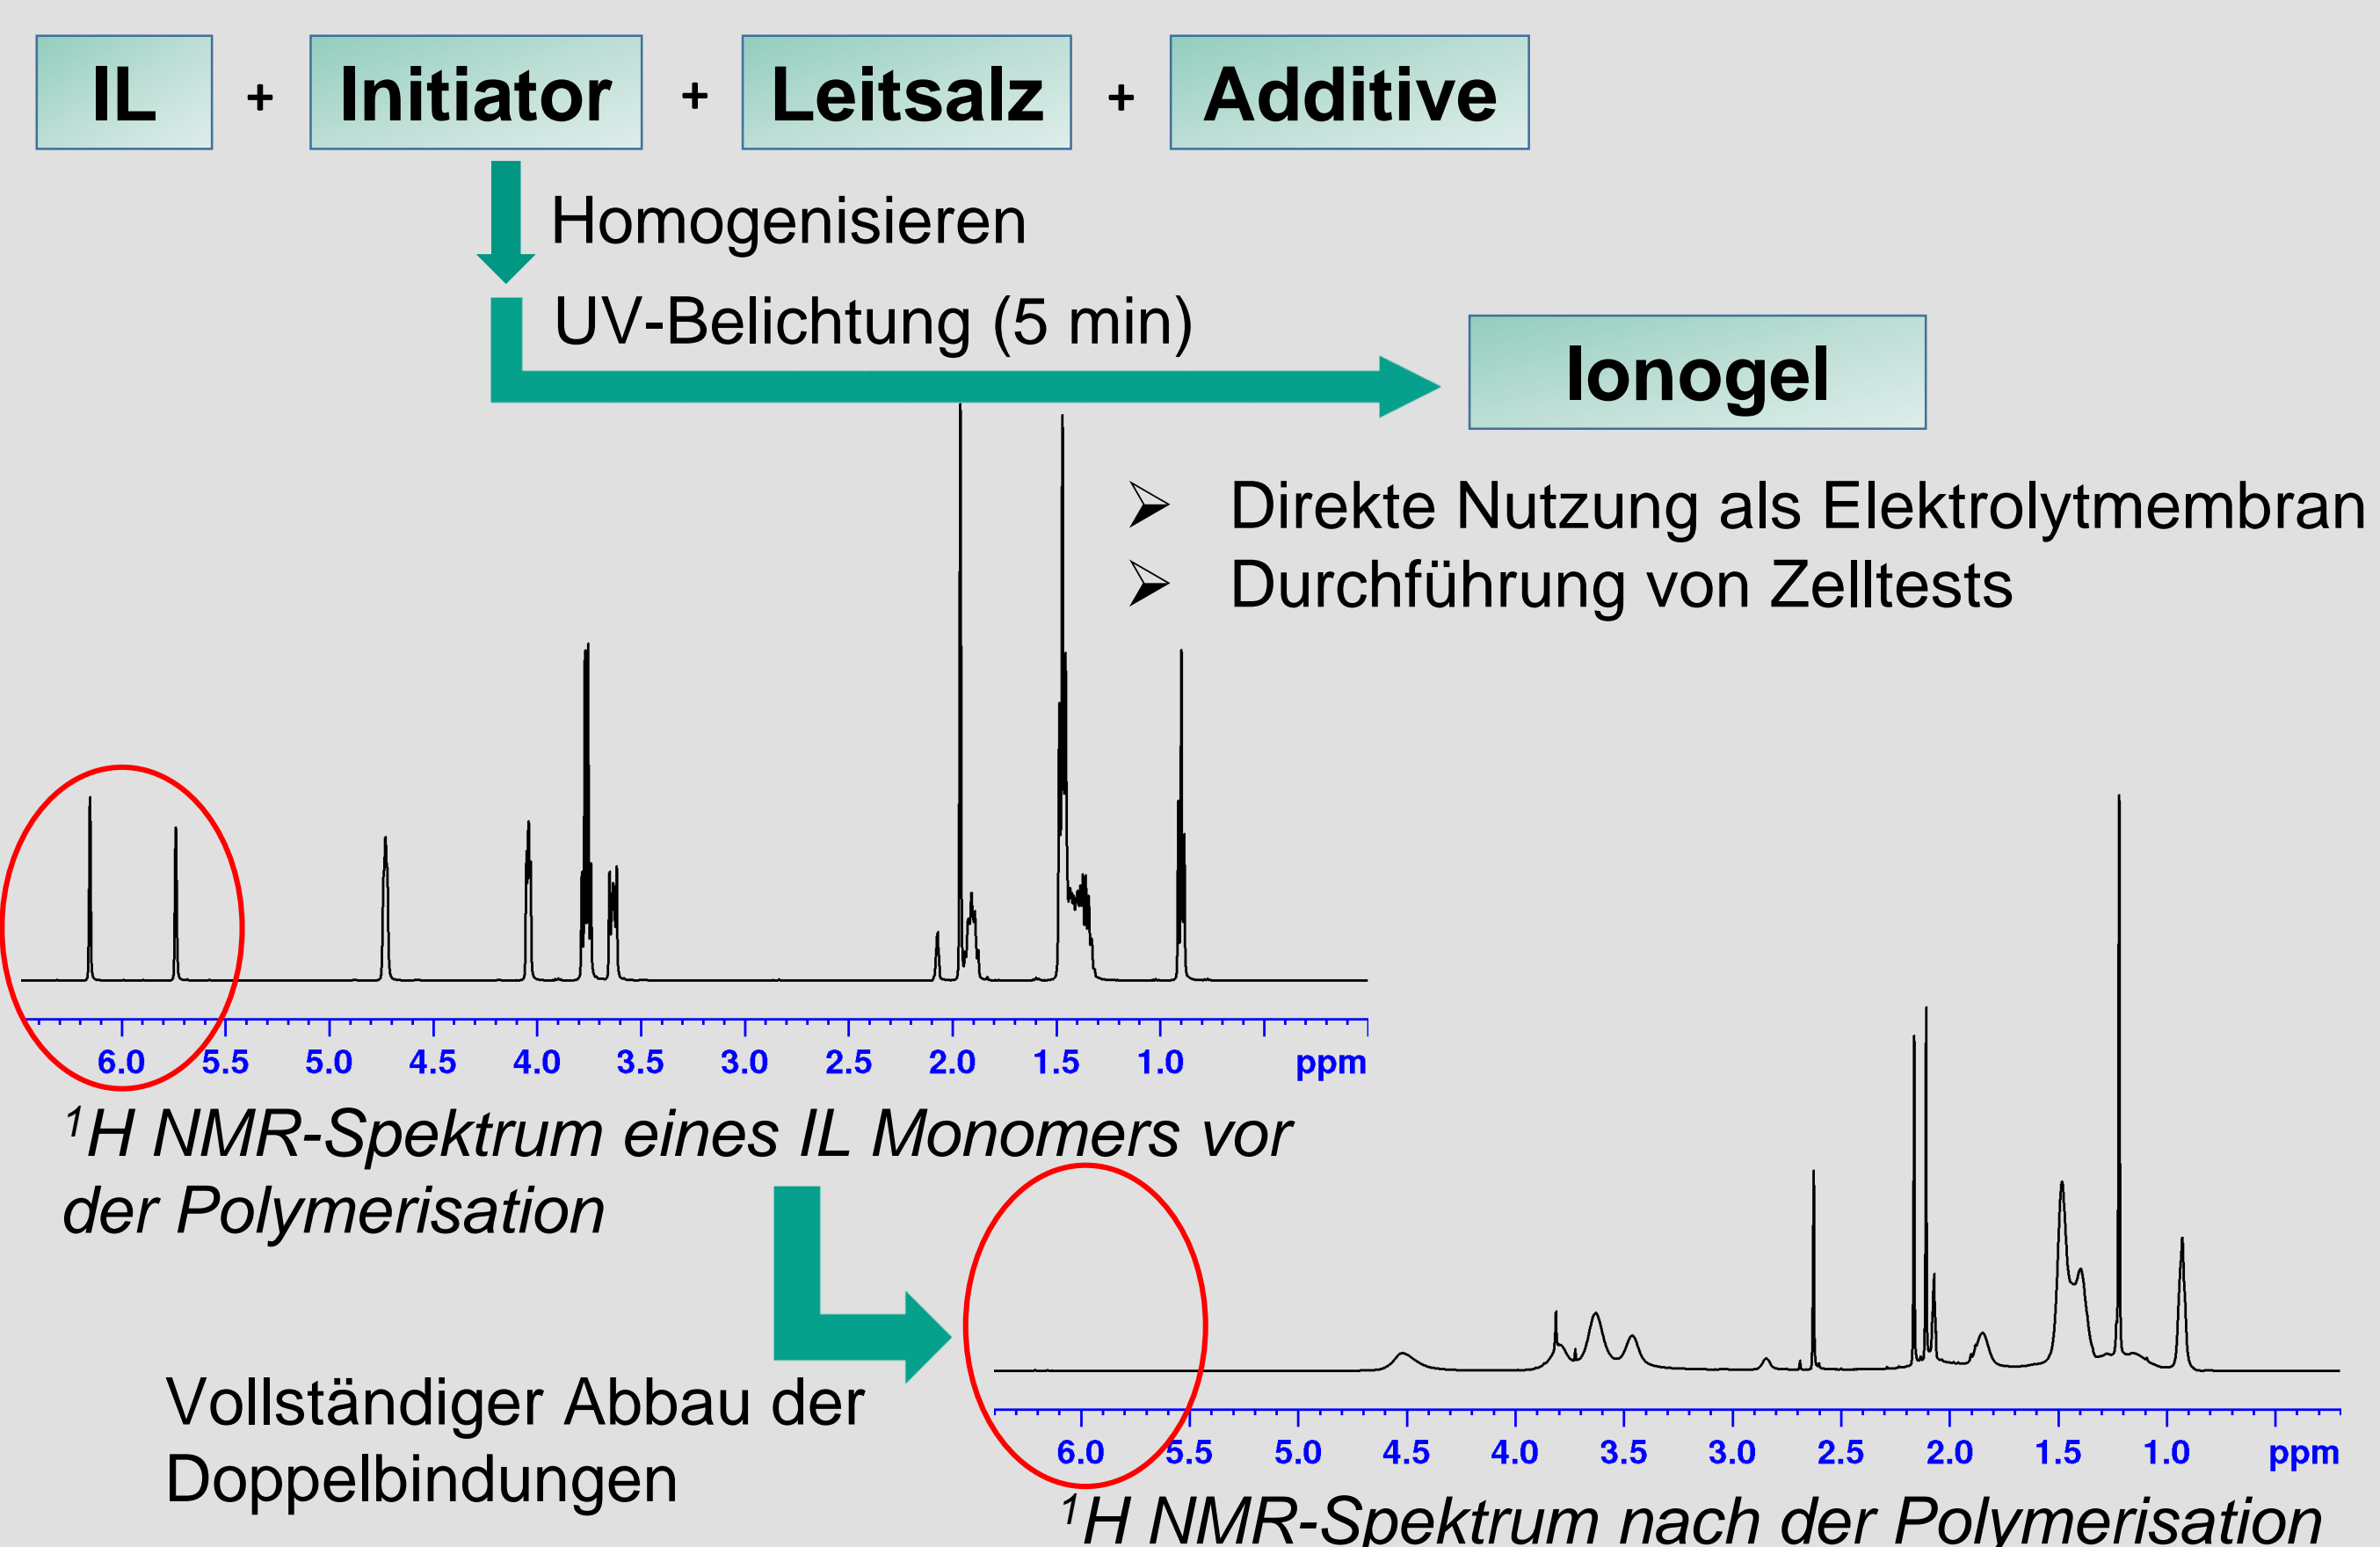 IL + Initiator + Leitsalz + Additive
Homogenisieren
UV-Belichtung (5 min)
Ionogel
➢ Direkte Nutzung als Elektrolytmembran
➢ Durchführung von Zelltests
6.0 5.5 5.0 4.5 4.0 3.5 3.0 2.5 2.0 1.5 1.0 ppm
¹H NMR-Spektrum eines IL Monomers vor
der Polymerisation
Vollständiger Abbau der
Doppelbindungen
6.0 5.5 5.0 4.5 4.0 3.5 3.0 2.5 2.0 1.5 1.0 ppm
¹H NMR-Spektrum nach der Polymerisation